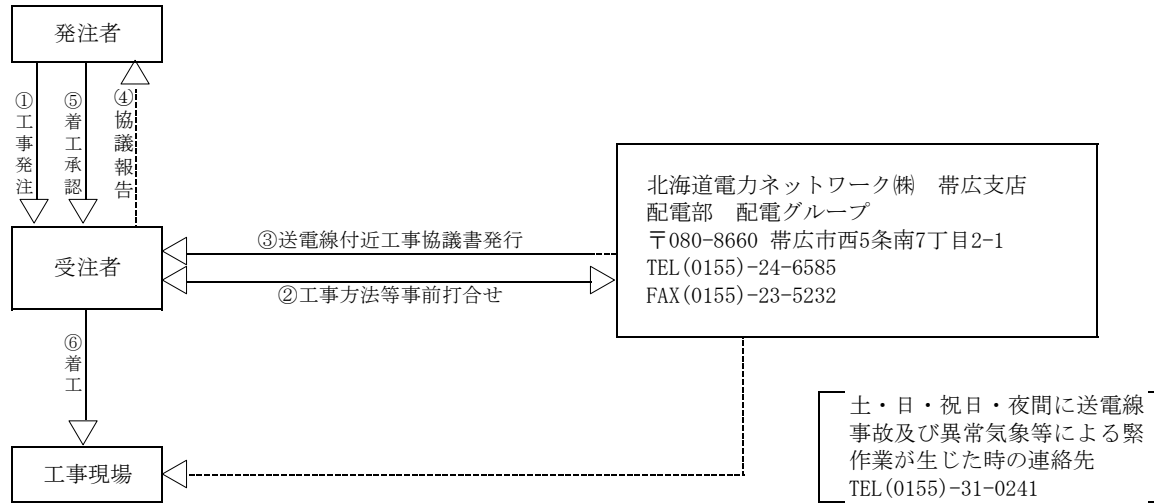 発注者
①工事発注
⑤着工承認
④協議報告
北海道電力ネットワーク㈱　帯広支店
配電部　配電グループ
〒080-8660 帯広市西5条南7丁目2-1
TEL(0155)-24-6585
FAX(0155)-23-5232
③送電線付近工事協議書発行
受注者
②工事方法等事前打合せ
⑥着工
土・日・祝日・夜間に送電線
事故及び異常気象等による緊
作業が生じた時の連絡先
TEL(0155)-31-0241
工事現場